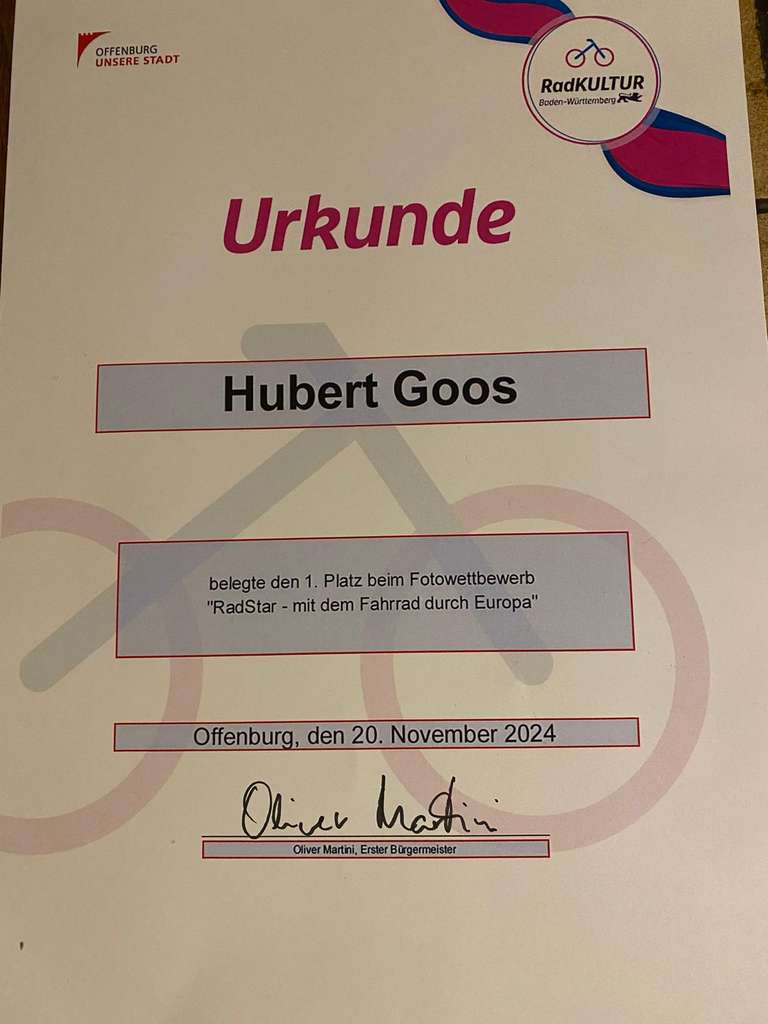 OFFENBURG
UNSERE STADT
RadKULTUR
Baden-Württemberg
Urkunde
Hubert Goos
belegte den 1. Platz beim Fotowettbewerb
"RadStar - mit dem Fahrrad durch Europa"
Offenburg, den 20. November 2024
Oliver Martini
Oliver Martini, Erster Bürgermeister